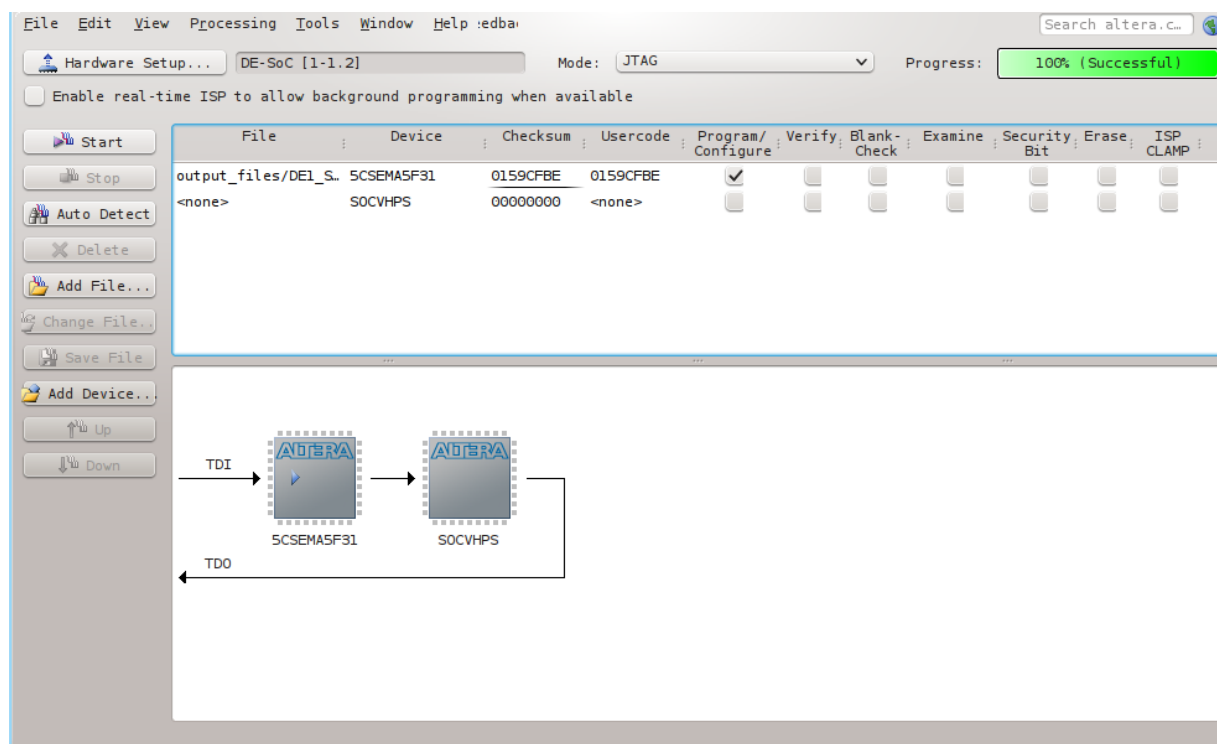 File Edit View Processing Tools Window Help edba
Search altera.c…
Hardware Setup... DE-SoC [1-1.2] Mode: JTAG Progress: 100% (Successful)
Enable real-time ISP to allow background programming when available
Start
Stop
Auto Detect
Delete
Add File...
Change File..
Save File
Add Device..
Up
Down
File Device Checksum Usercode Program/ Configure Verify Blank- Check Examine Security Bit Erase ISP CLAMP
output_files/DE1_S… 5CSEMA5F31 0159CFBE 0159CFBE
<none> SOCVHPS 00000000 <none>
ALTERA ALTERA
TDI
5CSEMA5F31 SOCVHPS
TDO